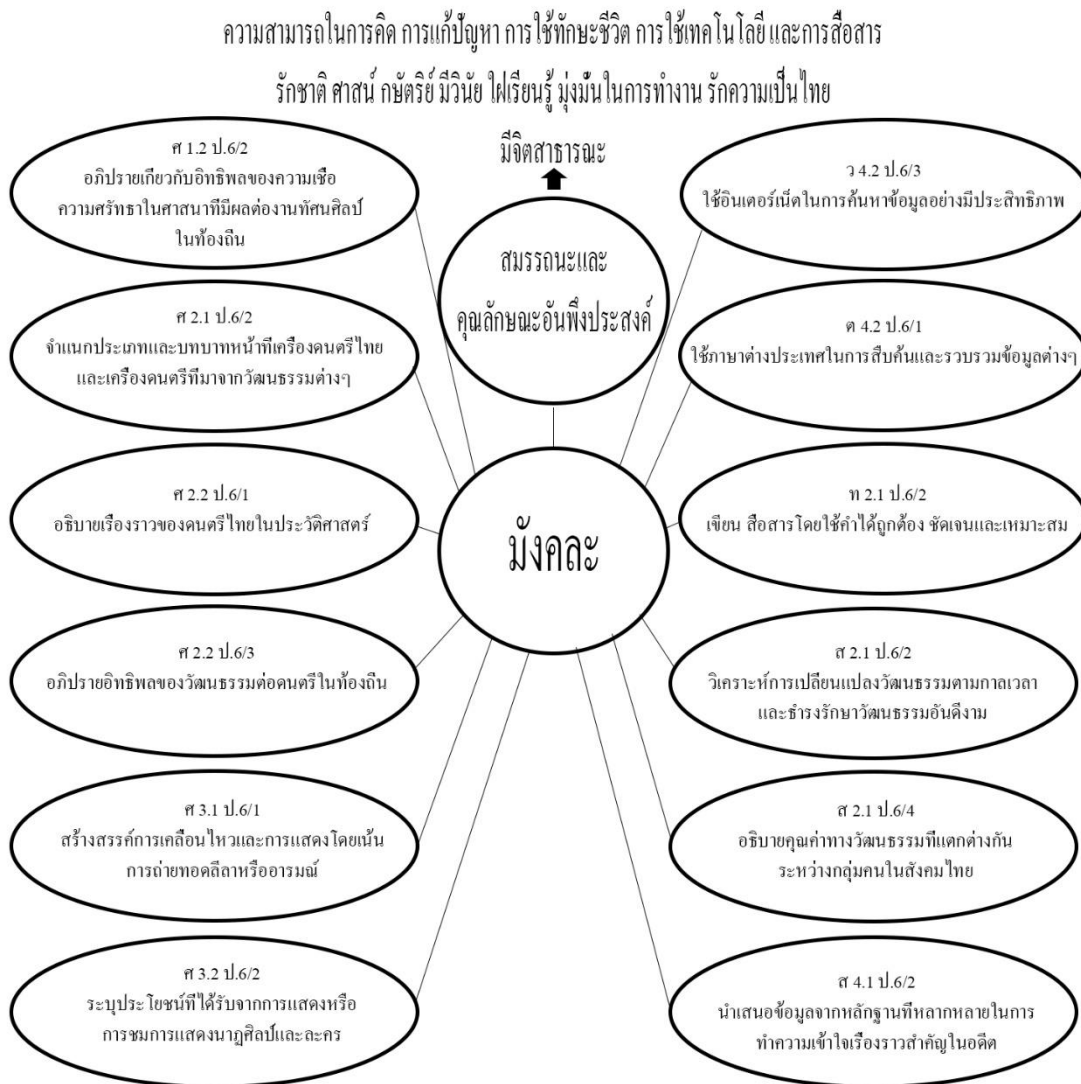 ความสามารถในการคิด การแก้ปัญหา การใช้ทักษะชีวิต การใช้เทคโนโลยี และการสื่อสาร
รักชาติ ศาสน์ กษัตริย์ มีวินัย ใฝ่เรียนรู้ มุ่งมั่นในการทำงาน รักความเป็นไทย
มีจิตสาธารณะ
สมรรถนะและ
คุณลักษณะอันพึงประสงค์
มังคละ
ศ 1.2 ป.6/2
อภิปรายเกี่ยวกับอิทธิพลของความเชื่อ
ความศรัทธาในศาสนาที่มีผลต่องานทัศนศิลป์
ในท้องถิ่น
ศ 2.1 ป.6/2
จำแนกประเภทและบทบาทหน้าที่เครื่องดนตรีไทย
และเครื่องดนตรีที่มาจากวัฒนธรรมต่างๆ
ศ 2.2 ป.6/1
อธิบายเรื่องราวของดนตรีไทยในประวัติศาสตร์
ศ 2.2 ป.6/3
อภิปรายอิทธิพลของวัฒนธรรมต่อดนตรีในท้องถิ่น
ศ 3.1 ป.6/1
สร้างสรรค์การเคลื่อนไหวและการแสดงโดยเน้น
การถ่ายทอดลีลาหรืออารมณ์
ศ 3.2 ป.6/2
ระบุประโยชน์ที่ได้รับจากการแสดงหรือ
การชมการแสดงนาฏศิลป์และละคร
ว 4.2 ป.6/3
ใช้อินเตอร์เน็ตในการค้นหาข้อมูลอย่างมีประสิทธิภาพ
ต 4.2 ป.6/1
ใช้ภาษาต่างประเทศในการสืบค้นและรวบรวมข้อมูลต่างๆ
ท 2.1 ป.6/2
เขียน สื่อสารโดยใช้คำได้ถูกต้อง ชัดเจนและเหมาะสม
ส 2.1 ป.6/2
วิเคราะห์การเปลี่ยนแปลงวัฒนธรรมตามกาลเวลา
และธำรงรักษาวัฒนธรรมอันดีงาม
ส 2.1 ป.6/4
อธิบายคุณค่าทางวัฒนธรรมที่แตกต่างกัน
ระหว่างกลุ่มคนในสังคมไทย
ส 4.1 ป.6/2
นำเสนอข้อมูลจากหลักฐานที่หลากหลายในการ
ทำความเข้าใจเรื่องราวสำคัญในอดีต